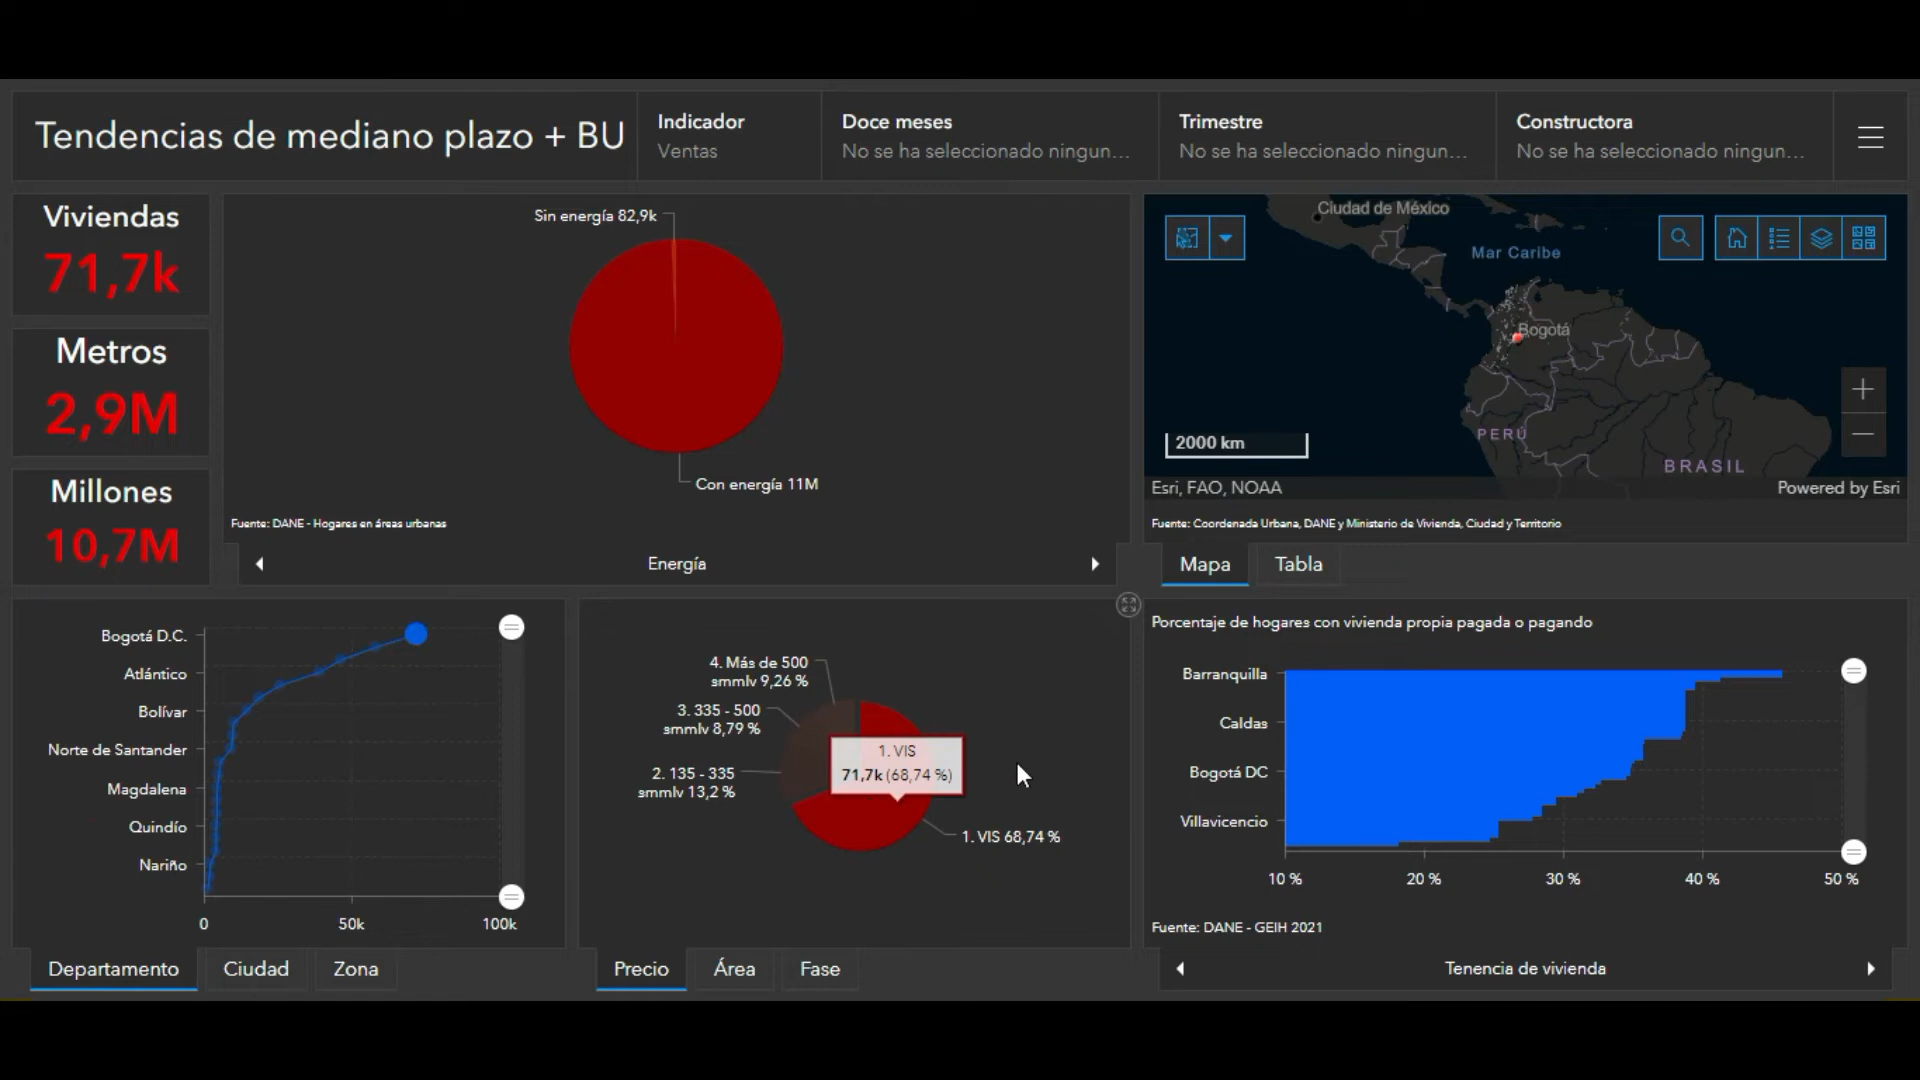 Tendencias de mediano plazo + BU
Indicador
Ventas
Doce meses
No se ha seleccionado ningun...
Trimestre
No se ha seleccionado ningun...
Constructora
No se ha seleccionado ningun...
Viviendas
71,7k
Metros
2,9M
Millones
10,7M
Sin energía 82,9k
Con energía 11M
Fuente: DANE - Hogares en áreas urbanas
Energía
Ciudad de México
Mar Caribe
Bogotá
PERÚ
BRASIL
2000 km
Esri, FAO, NOAA
Powered by Esri
Fuente: Coordenada Urbana, DANE y Ministerio de Vivienda, Ciudad y Territorio
Mapa
Tabla
Bogotá D.C.
Atlántico
Bolívar
Norte de Santander
Magdalena
Quindío
Nariño
0
50k
100k
Departamento
Ciudad
Zona
4. Más de 500
smmlv 9,26 %
3. 335 - 500
smmlv 8,79 %
2. 135 - 335
smmlv 13,2 %
1. VIS
71,7k (68,74 %)
1. VIS 68,74 %
Precio
Área
Fase
Porcentaje de hogares con vivienda propia pagada o pagando
Barranquilla
Caldas
Bogotá DC
Villavicencio
10 %
20 %
30 %
40 %
50 %
Fuente: DANE - GEIH 2021
Tenencia de vivienda